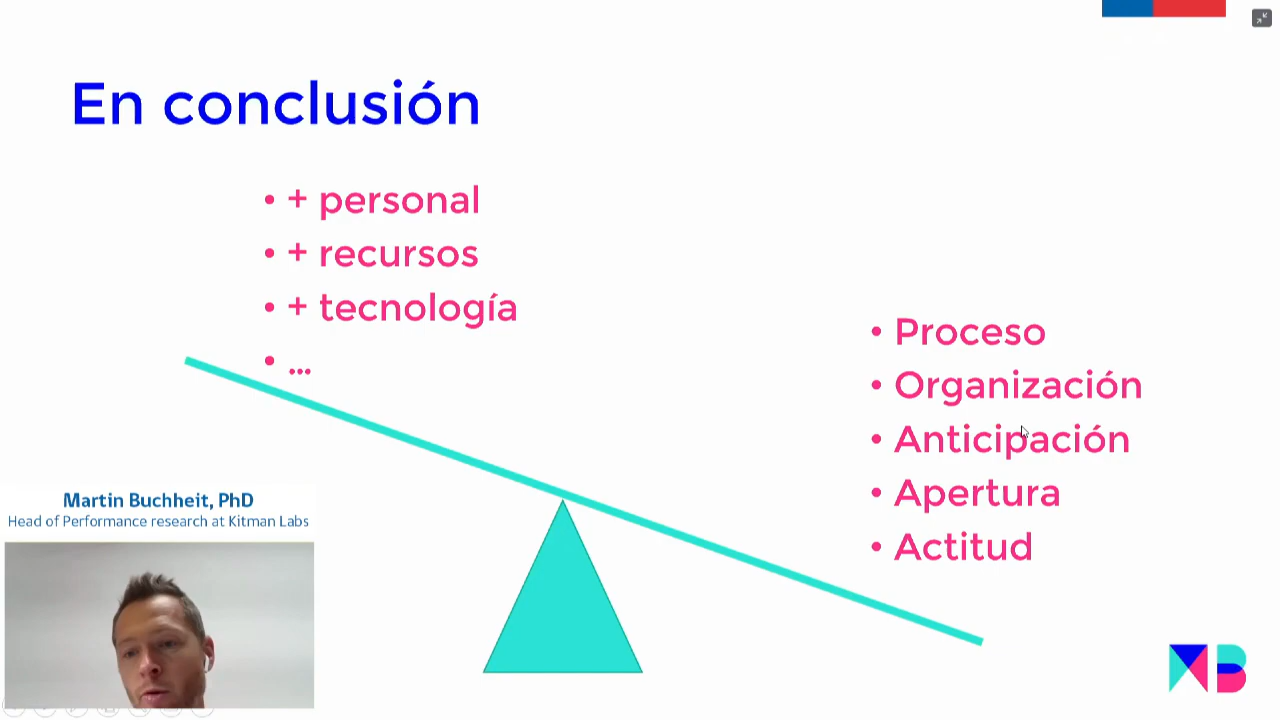 En conclusión
• + personal
• + recursos
• + tecnología
• ...
• Proceso
• Organización
• Anticipación
• Apertura
• Actitud
Martin Buchheit, PhD
Head of Performance research at Kitman Labs
MB